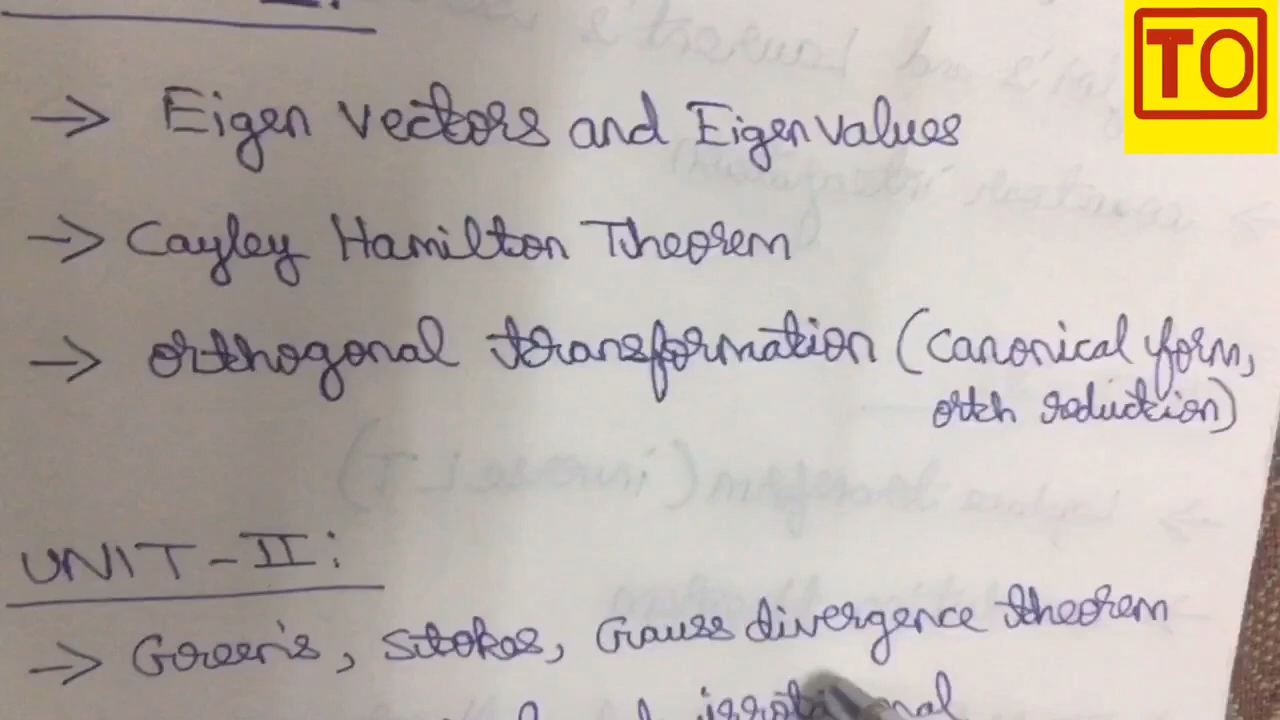 TO
→ Eigen vectors and Eigen values
→ Cayley Hamilton Theorem
→ orthogonal transformation (canonical form,
orth reduction)
UNIT-II:
→ Green's, stokes, Gauss divergence theorem
irrotational